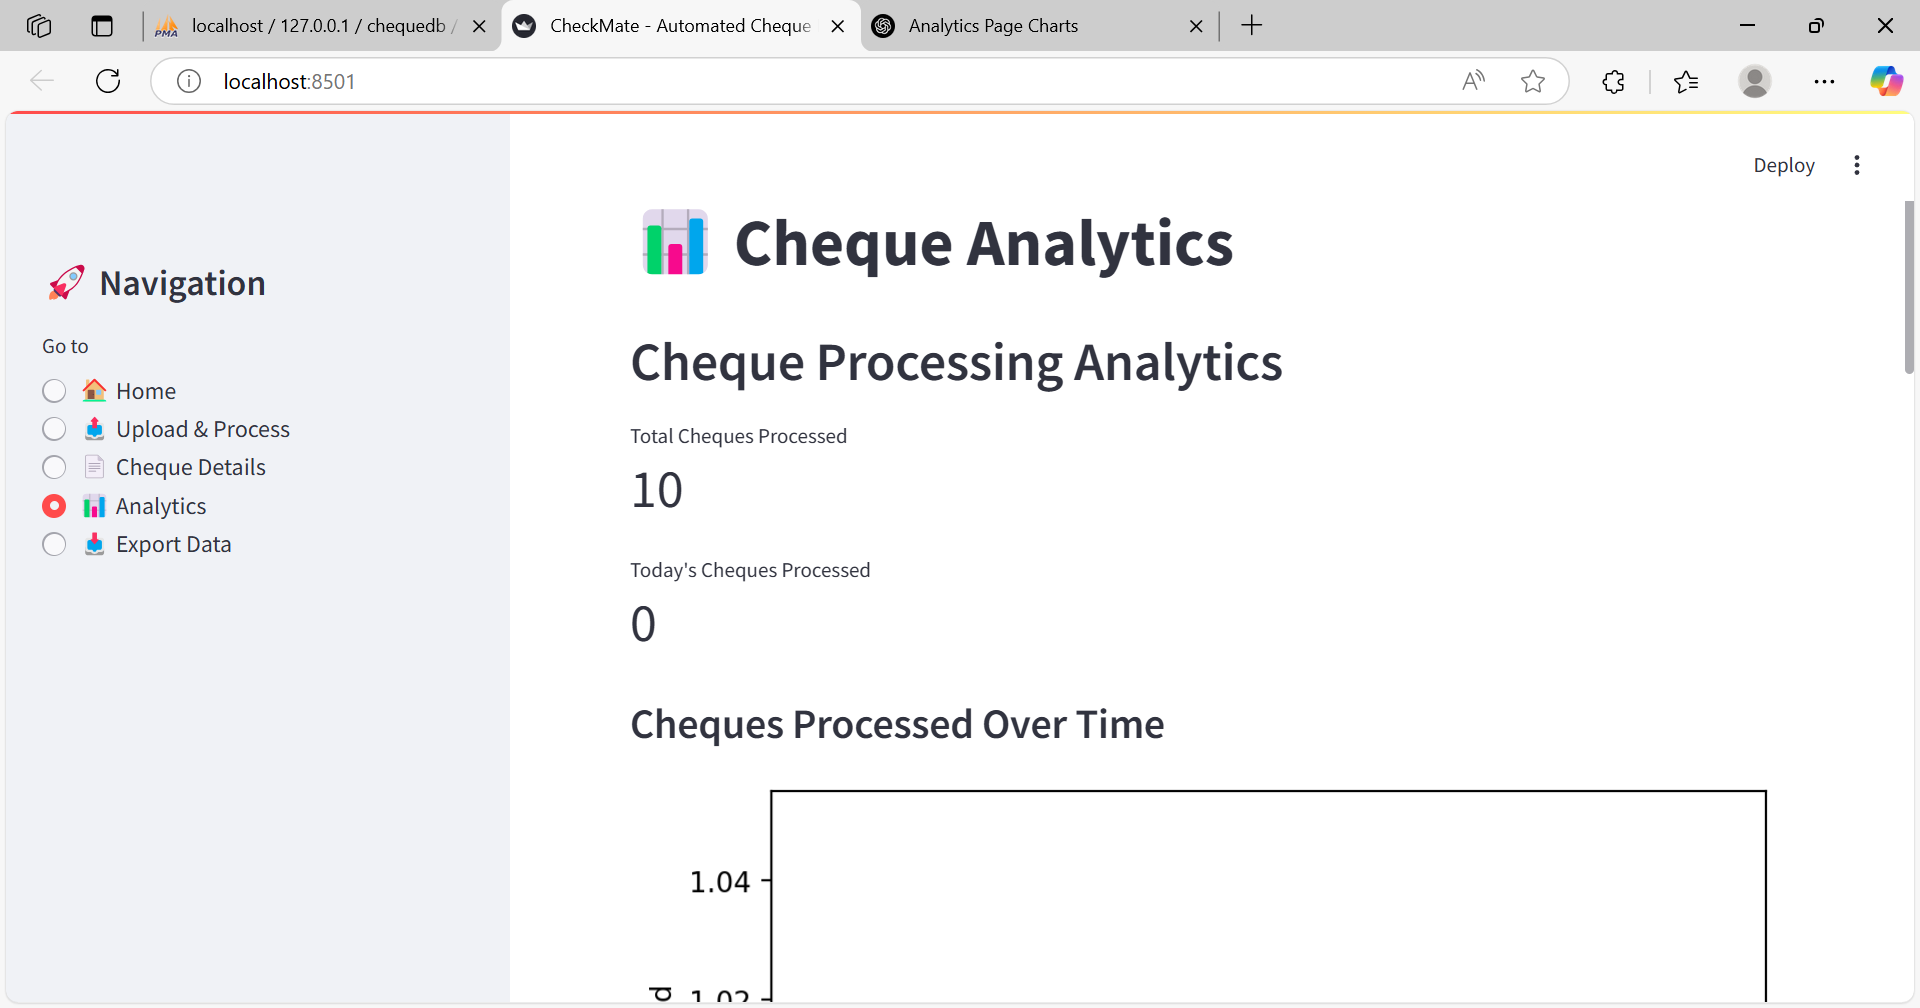 localhost / 127.0.0.1 / chequedb /
CheckMate - Automated Cheque
Analytics Page Charts
localhost:8501
Deploy
Navigation
Go to
Home
Upload & Process
Cheque Details
Analytics
Export Data
Cheque Analytics
Cheque Processing Analytics
Total Cheques Processed
10
Today's Cheques Processed
0
Cheques Processed Over Time
1.04
1.02
d